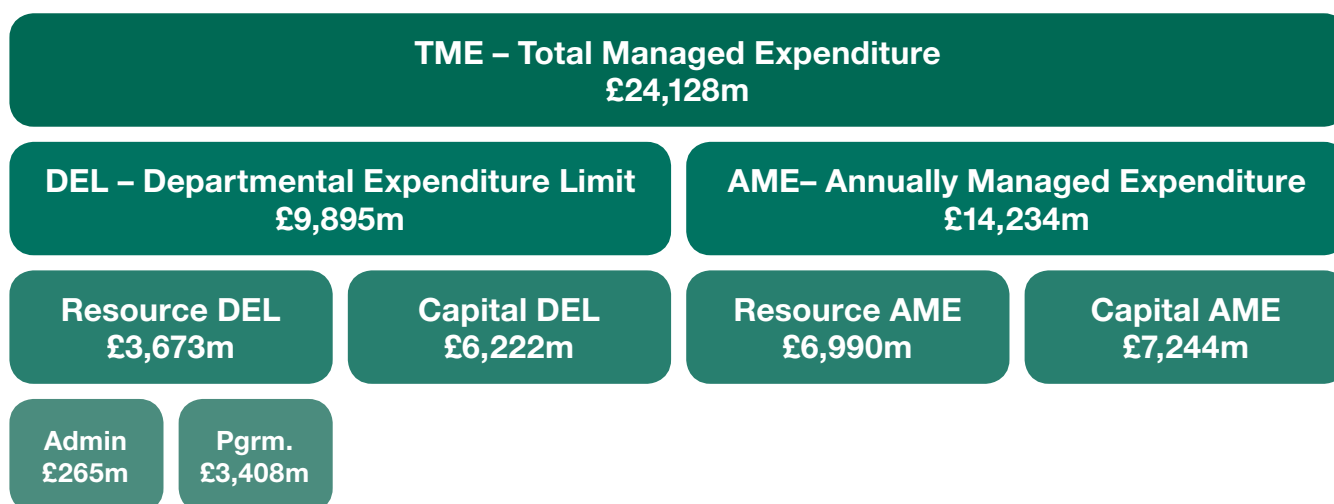 TME – Total Managed Expenditure
£24,128m
DEL – Departmental Expenditure Limit
£9,895m
AME– Annually Managed Expenditure
£14,234m
Resource DEL
£3,673m
Capital DEL
£6,222m
Resource AME
£6,990m
Capital AME
£7,244m
Admin
£265m
Pgrm.
£3,408m